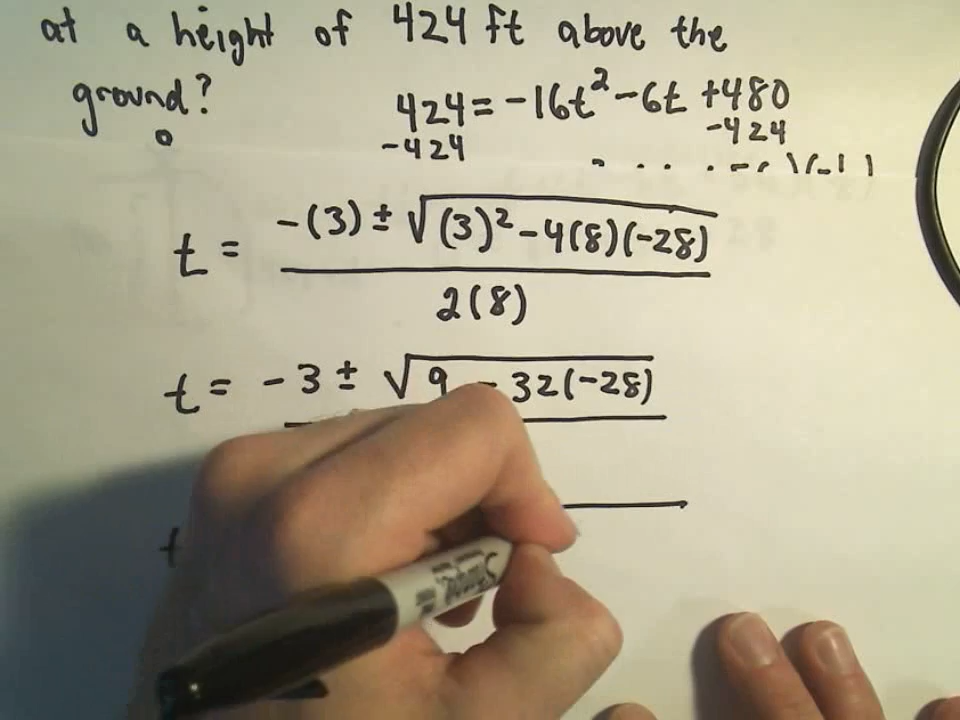 at a height of 424 ft above the
ground?
424 = -16t² - 6t + 480
-424 -424
t = -(3) ± √(3)² - 4(8)(-28)
2(8)
t = -3 ± √9 - 32(-28)
t